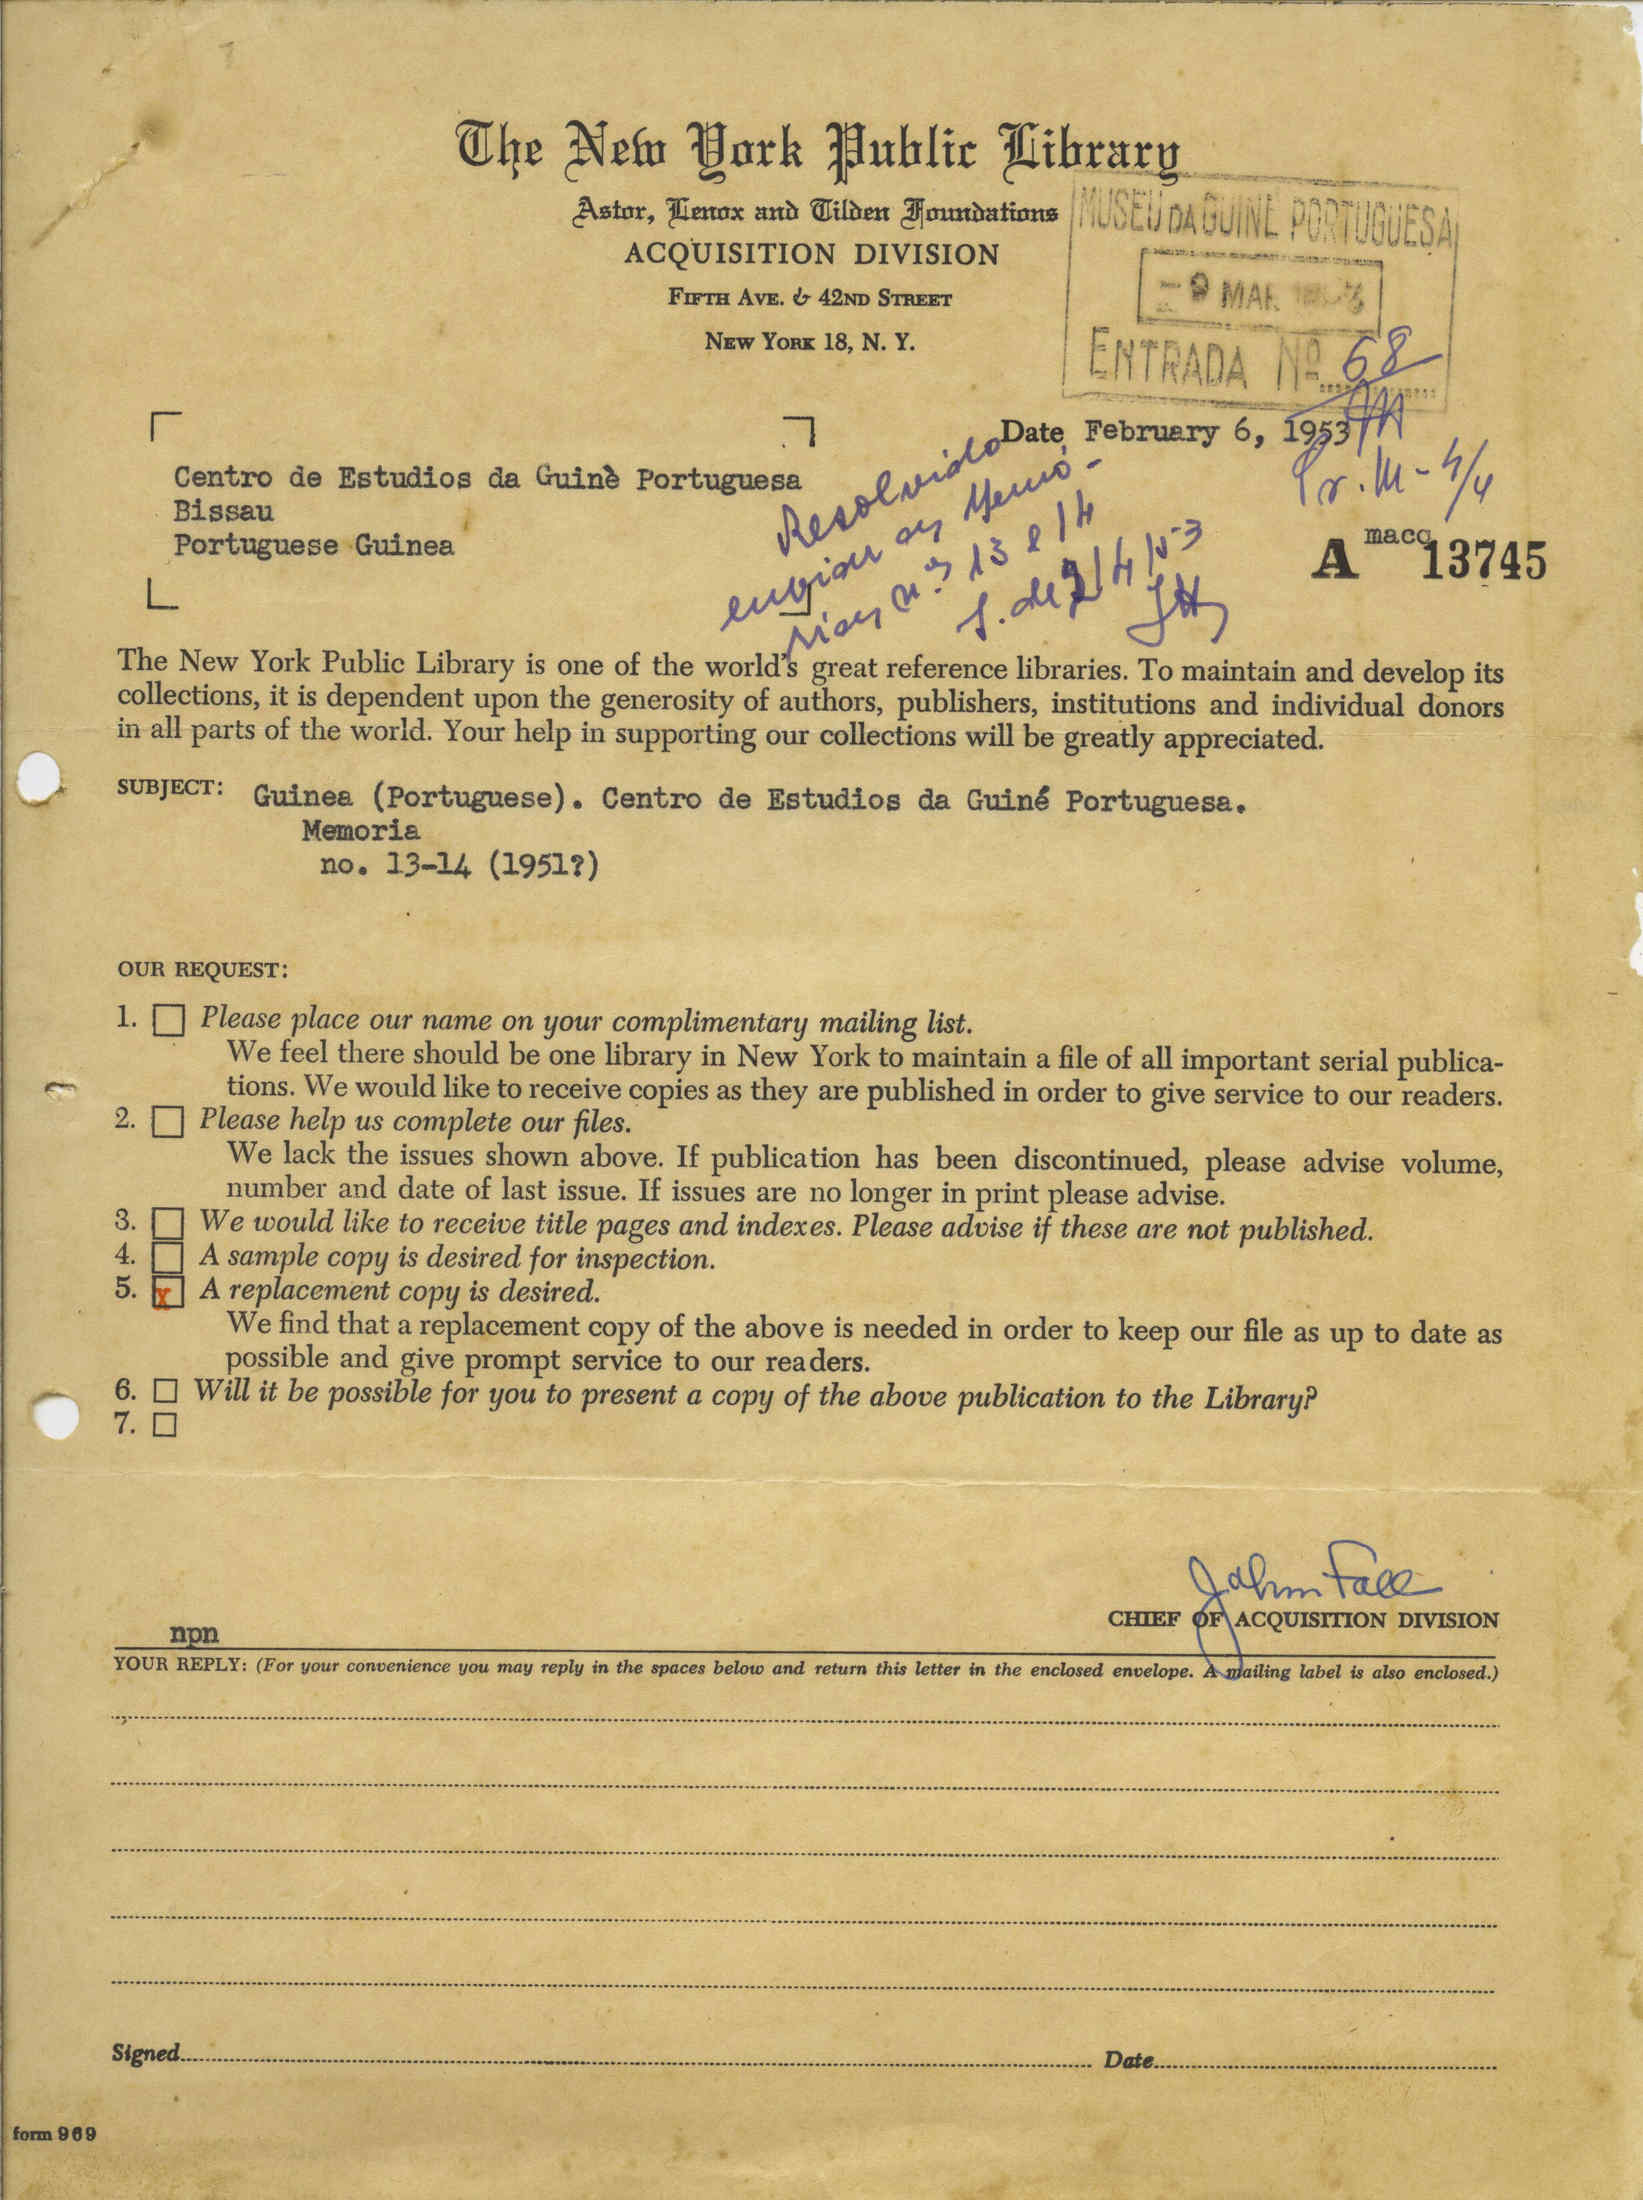 The New York Public Library
Astor, Lenox and Tilden Foundations
ACQUISITION DIVISION
FIFTH AVE. & 42ND STREET
NEW YORK 18, N. Y.
MUSEU DA GUINÉ PORTUGUESA
9 MAR
ENTRADA Nº 68
Date February 6, 1953
Centro de Estudios da Guinè Portuguesa
Bissau
Portuguese Guinea
Resolvido
enviar as Memó-
rias n.os 13 e 14
4/4
A macq 13745
The New York Public Library is one of the world's great reference libraries. To maintain and develop its
collections, it is dependent upon the generosity of authors, publishers, institutions and individual donors
in all parts of the world. Your help in supporting our collections will be greatly appreciated.
SUBJECT: Guinea (Portuguese). Centro de Estudios da Guiné Portuguesa.
Memoria
no. 13-14 (1951?)
OUR REQUEST:
1. Please place our name on your complimentary mailing list.
We feel there should be one library in New York to maintain a file of all important serial publica-
tions. We would like to receive copies as they are published in order to give service to our readers.
2. Please help us complete our files.
We lack the issues shown above. If publication has been discontinued, please advise volume,
number and date of last issue. If issues are no longer in print please advise.
3. We would like to receive title pages and indexes. Please advise if these are not published.
4. A sample copy is desired for inspection.
5. x A replacement copy is desired.
We find that a replacement copy of the above is needed in order to keep our file as up to date as
possible and give prompt service to our readers.
6. Will it be possible for you to present a copy of the above publication to the Library?
7.
John Fall
CHIEF OF ACQUISITION DIVISION
npn
YOUR REPLY: (For your convenience you may reply in the spaces below and return this letter in the enclosed envelope. A mailing label is also enclosed.)
Signed Date
form 969